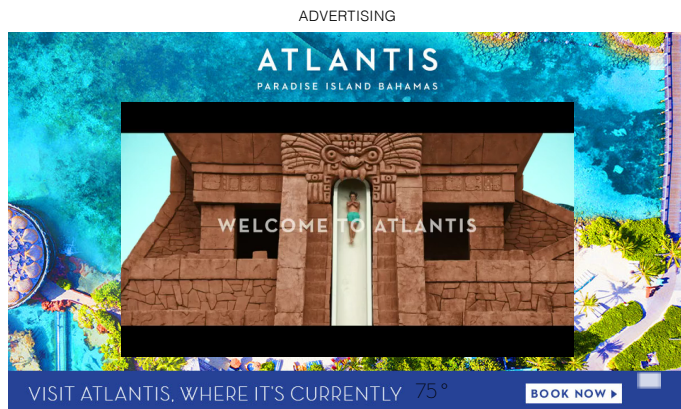 ADVERTISING
ATLANTIS
PARADISE ISLAND BAHAMAS
WELCOME TO ATLANTIS
VISIT ATLANTIS, WHERE IT'S CURRENTLY 75°
BOOK NOW